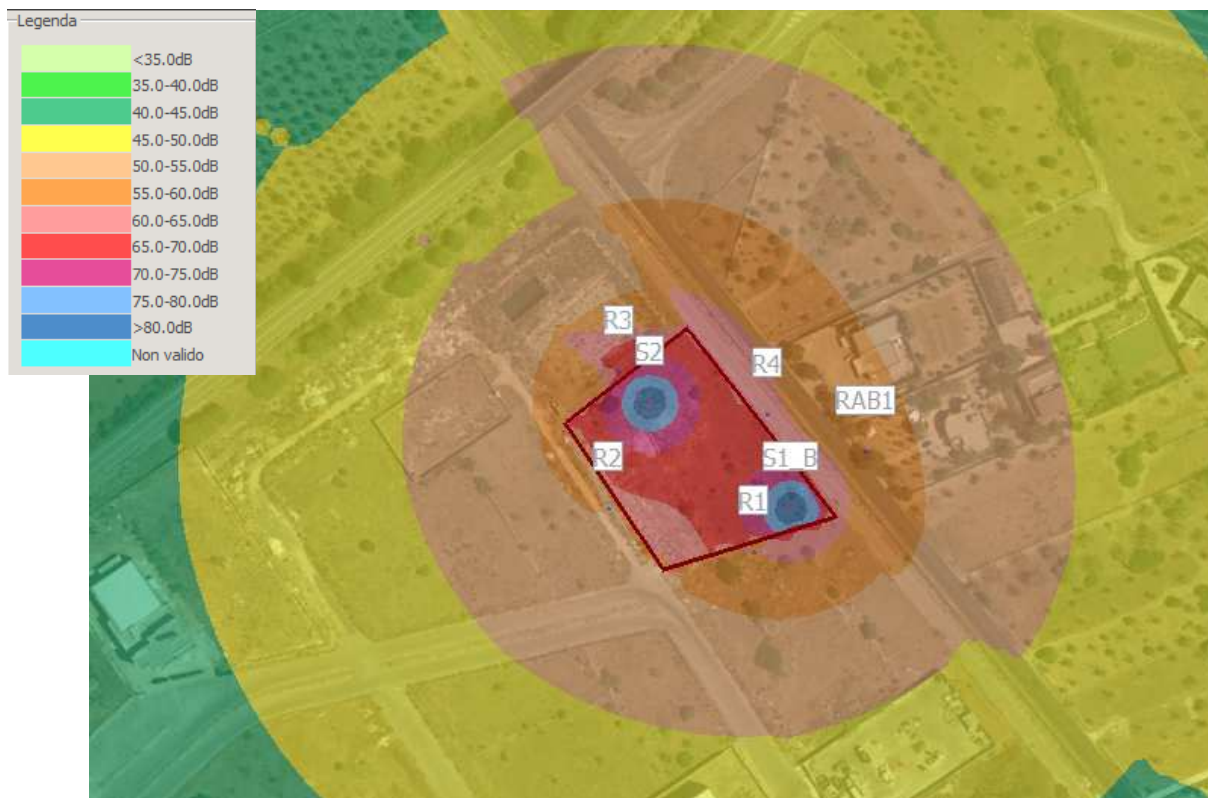 Legenda
<35.0dB
35.0-40.0dB
40.0-45.0dB
45.0-50.0dB
50.0-55.0dB
55.0-60.0dB
60.0-65.0dB
65.0-70.0dB
70.0-75.0dB
75.0-80.0dB
>80.0dB
Non valido
R3
S2
R4
RAB1
R2
S1_B
R1